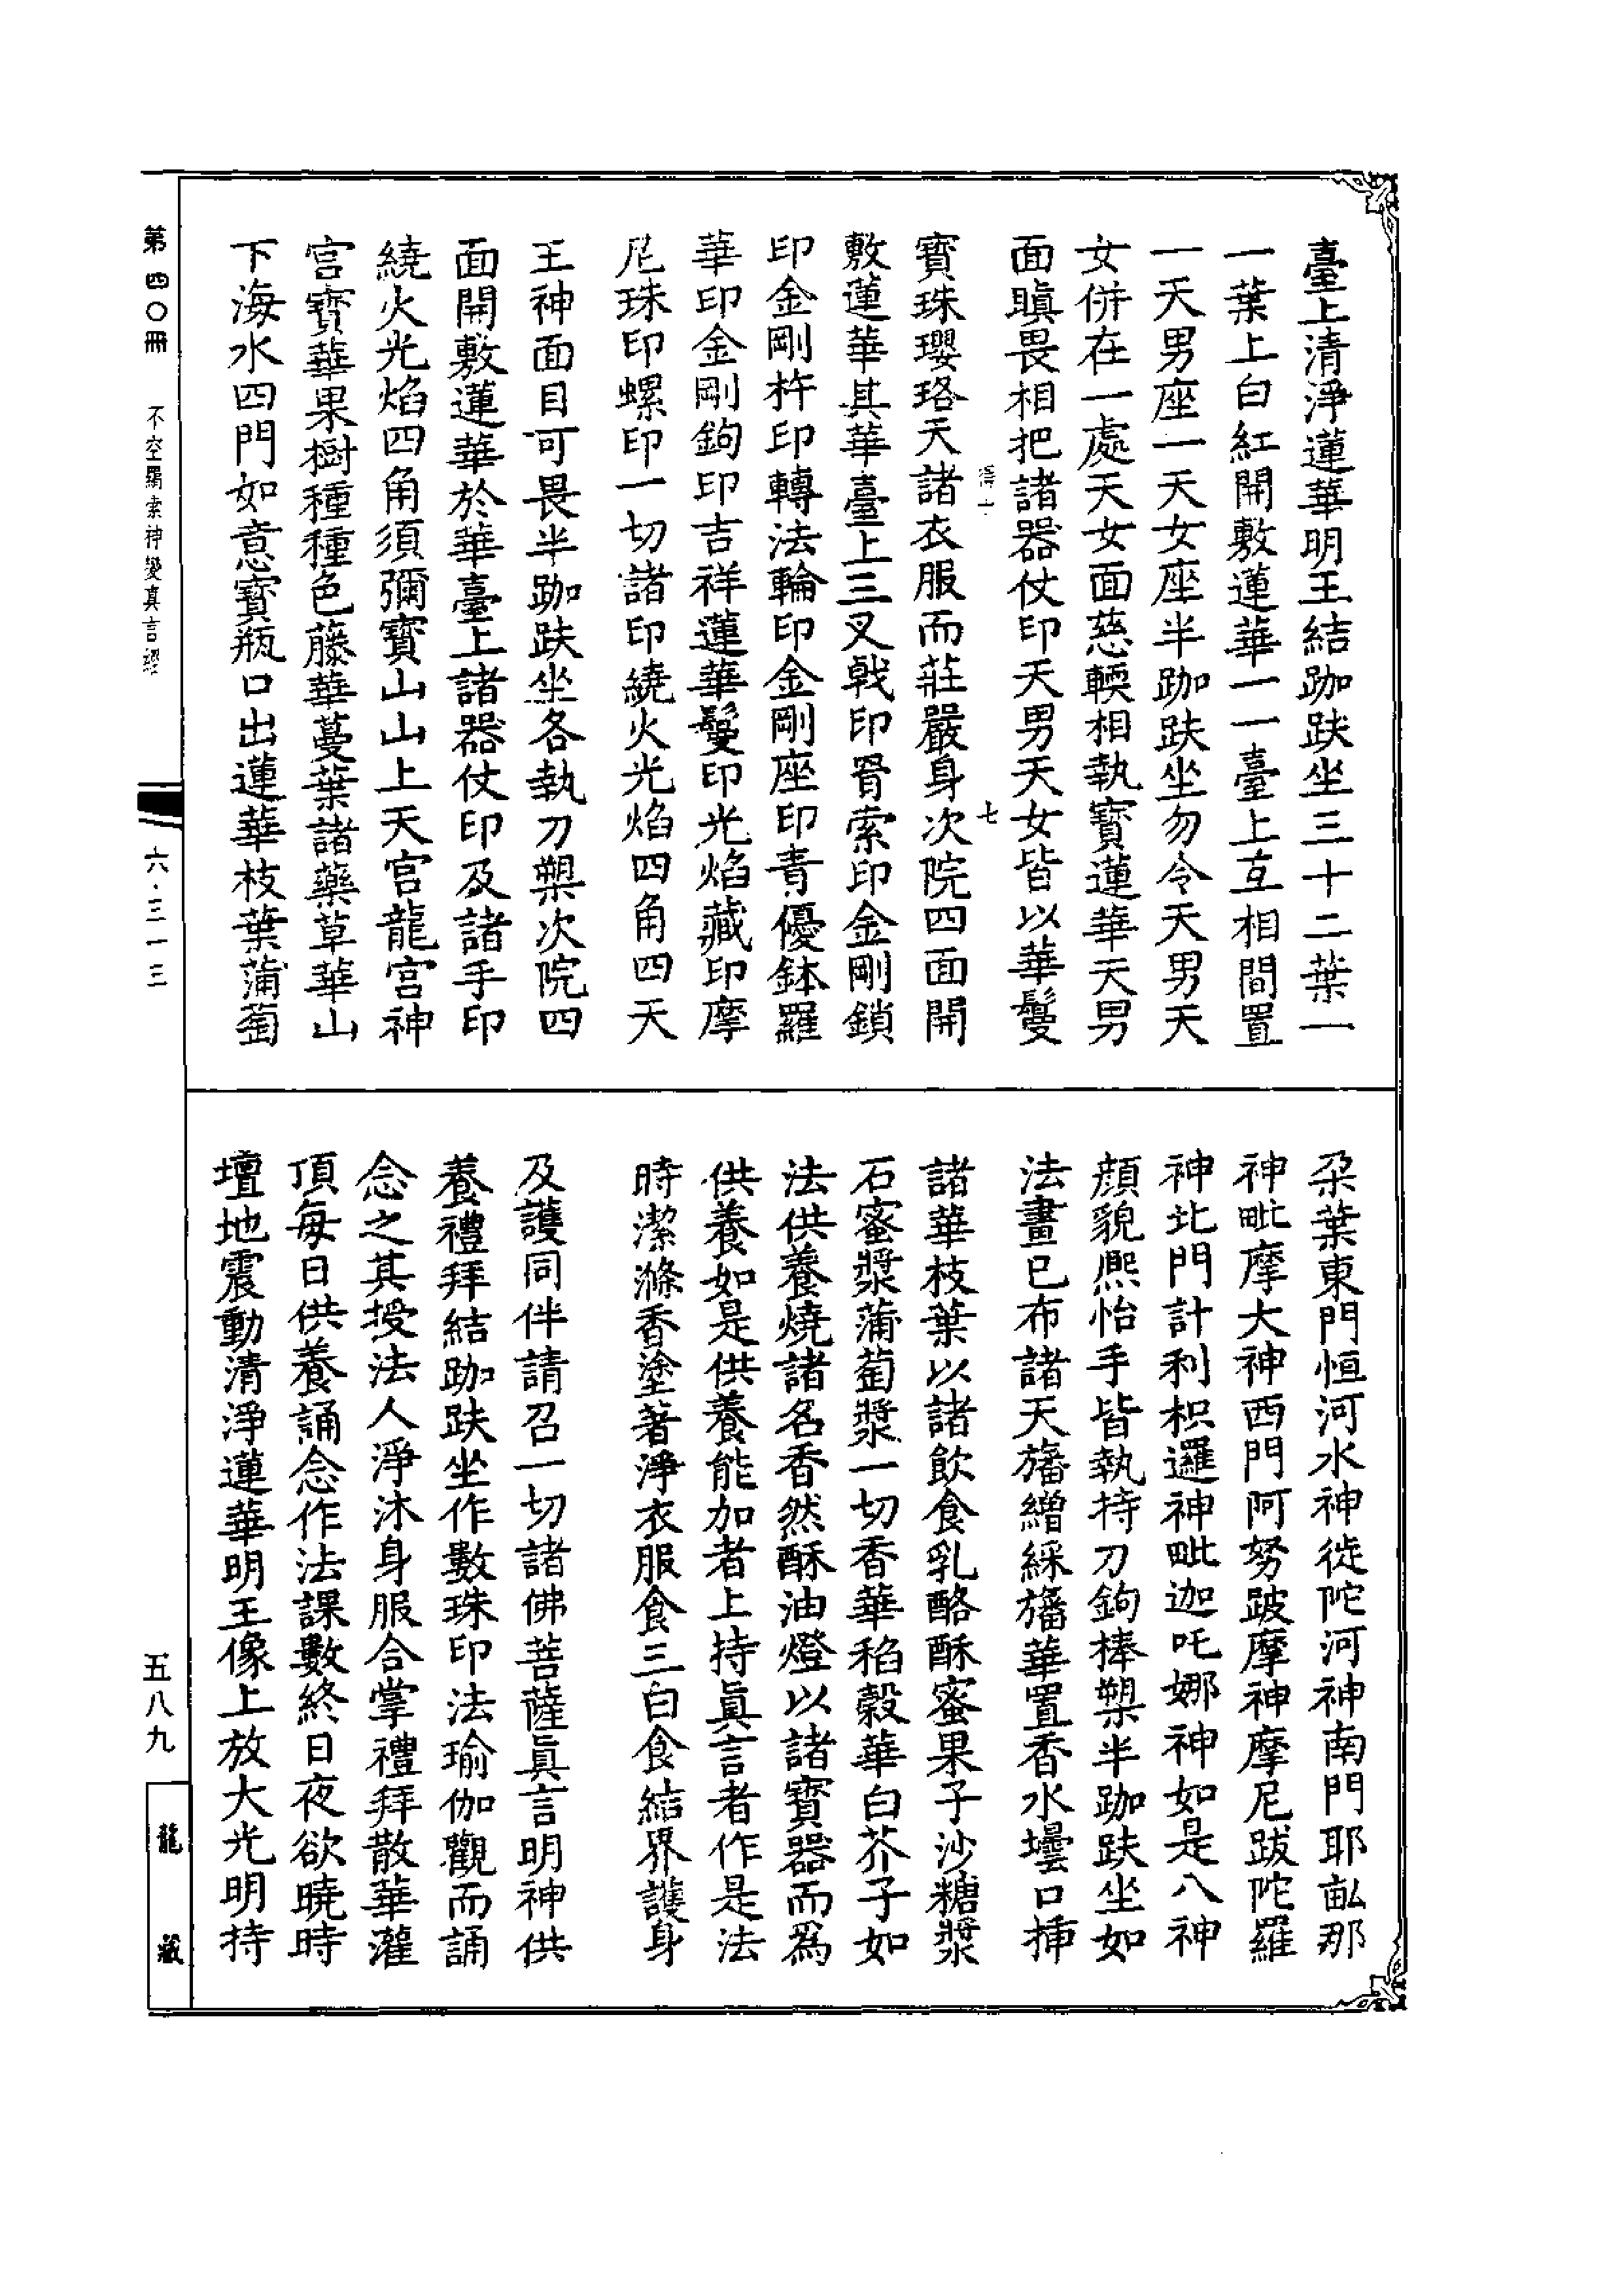 臺上清淨蓮華明王結跏趺坐三十二葉一
一葉上白紅開敷蓮華一一臺上互相間置
一天男座一天女座半跏趺坐勿令天男天
女併在一處天女面慈輭相執寶蓮華天男
面瞋畏相把諸器仗印天男天女皆以華鬘
七
寶珠瓔珞天諸衣服而莊嚴身次院四面開
敷蓮華其華臺上三叉戟印罥索印金剛鎖
印金剛杵印轉法輪印金剛座印青優鉢羅
華印金剛鉤印吉祥蓮華鬘印光焰藏印摩
尼珠印螺印一切諸印繞火光焰四角四天
王神面目可畏半跏趺坐各執刀槊次院四
面開敷蓮華於華臺上諸器仗印及諸手印
繞火光焰四角須彌寶山山上天宮龍宮神
宮寶華果樹種種色藤華蔓葉諸藥草華山
下海水四門如意寶瓶口出蓮華枝葉蒲萄
朵葉東門恒河水神徙陀河神南門耶畆那
神毗摩大神西門阿努跛摩神摩尼跋陀羅
神北門計利枳邏神毗迦吒娜神如是八神
顔貌熙怡手皆執持刀鉤棒槊半跏趺坐如
法畫已布諸天旛繒綵旛華置香水壜口揷
諸華枝葉以諸飲食乳酪酥蜜果子沙糖漿
石蜜漿蒲萄漿一切香華稻穀華白芥子如
法供養燒諸名香然酥油燈以諸寶器而爲
供養如是供養能加者上持眞言者作是法
時潔滌香塗著淨衣服食三白食結界護身
及護同伴請召一切諸佛菩薩眞言明神供
養禮拜結跏趺坐作數珠印法瑜伽觀而誦
念之其授法人淨沐身服合掌禮拜散華灌
頂每日供養誦念作法課數終日夜欲曉時
壇地震動清淨蓮華明王像上放大光明持
第四〇冊 不空羂索神變真言經
六·三一三
五八九
龍藏